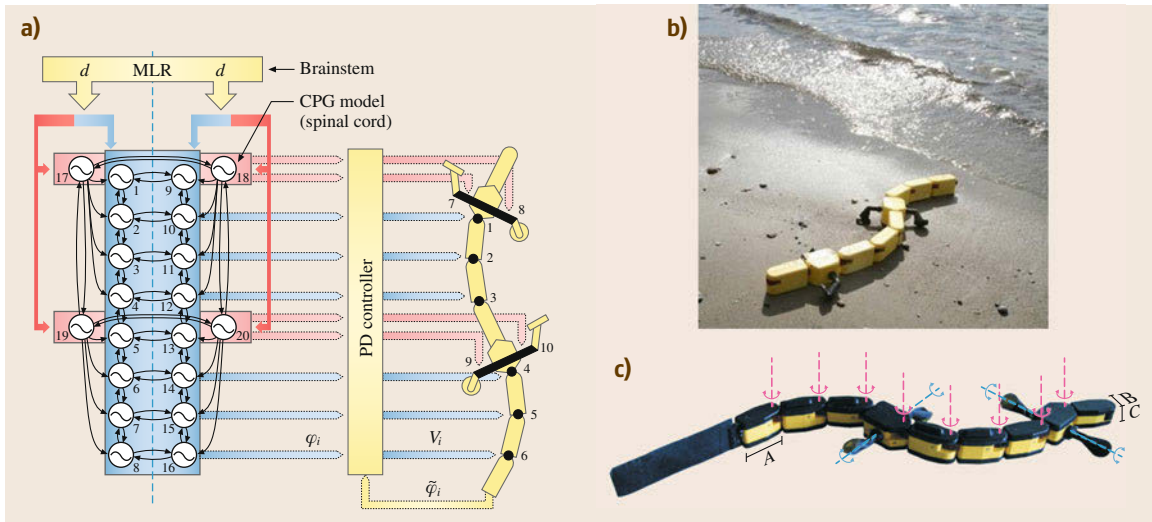 a)
d MLR d
Brainstem
CPG model
(spinal cord)
17 1 9 18
2 10
3 11
4 12
19 5 13 20
6 14
7 15
8 16
φi
PD controller
Vi
φ̃i
7 8
1
2
3
9 10
4
5
6
b)
c)
A
B
C